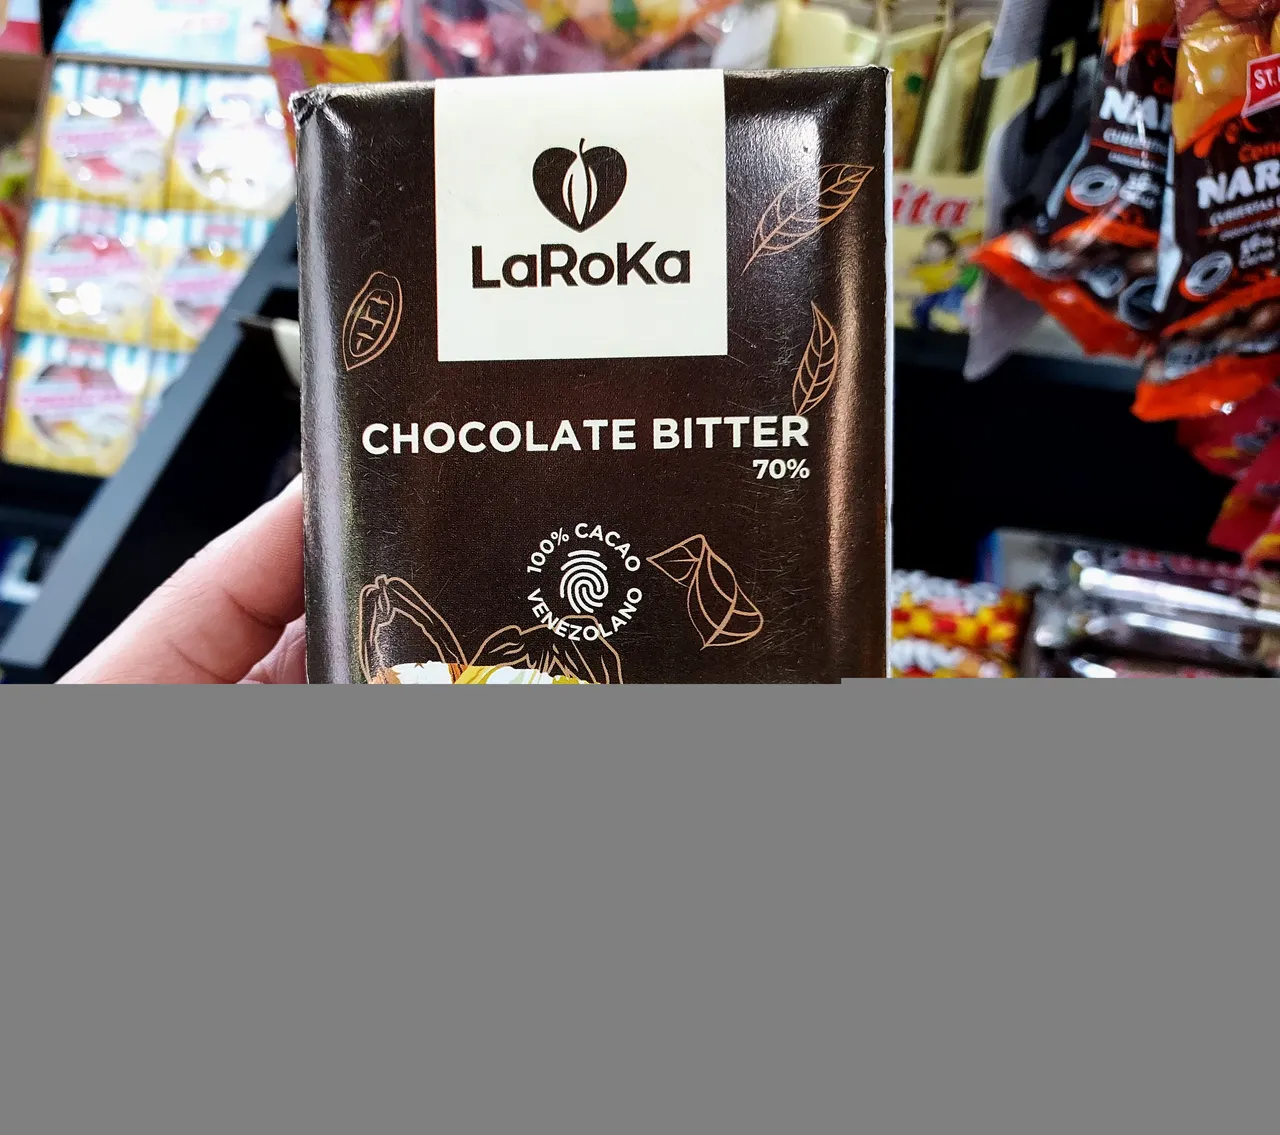 LaRoKa
CHOCOLATE BITTER
70%
100% CACAO
VENEZOLANO